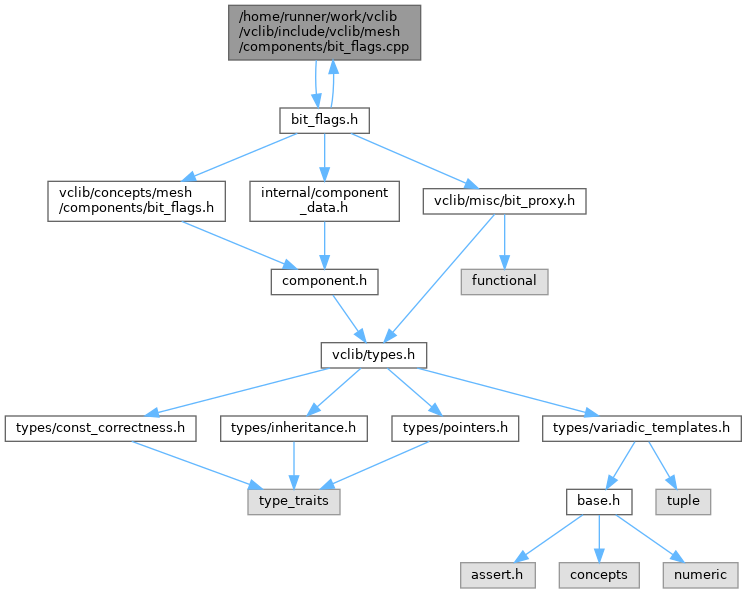 /home/runner/work/vclib
/vclib/include/vclib/mesh
/components/bit_flags.cpp
bit_flags.h
vclib/concepts/mesh
/components/bit_flags.h
internal/component
_data.h
vclib/misc/bit_proxy.h
component.h
functional
vclib/types.h
types/const_correctness.h
types/inheritance.h
types/pointers.h
types/variadic_templates.h
type_traits
base.h
tuple
assert.h
concepts
numeric